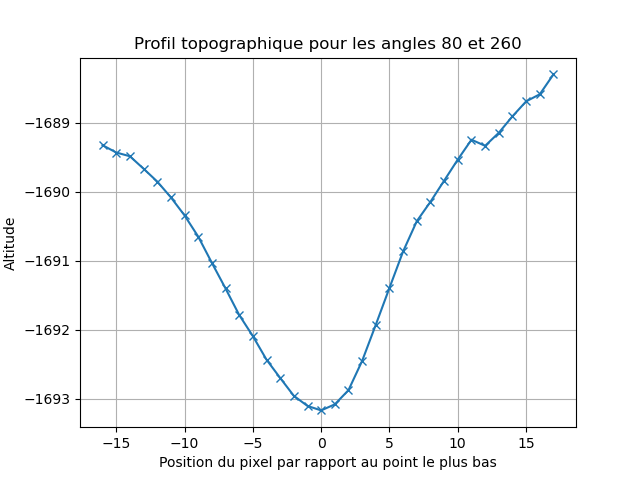 Profil topographique pour les angles 80 et 260
Altitude
−1689
−1690
−1691
−1692
−1693
−15 −10 −5 0 5 10 15
Position du pixel par rapport au point le plus bas